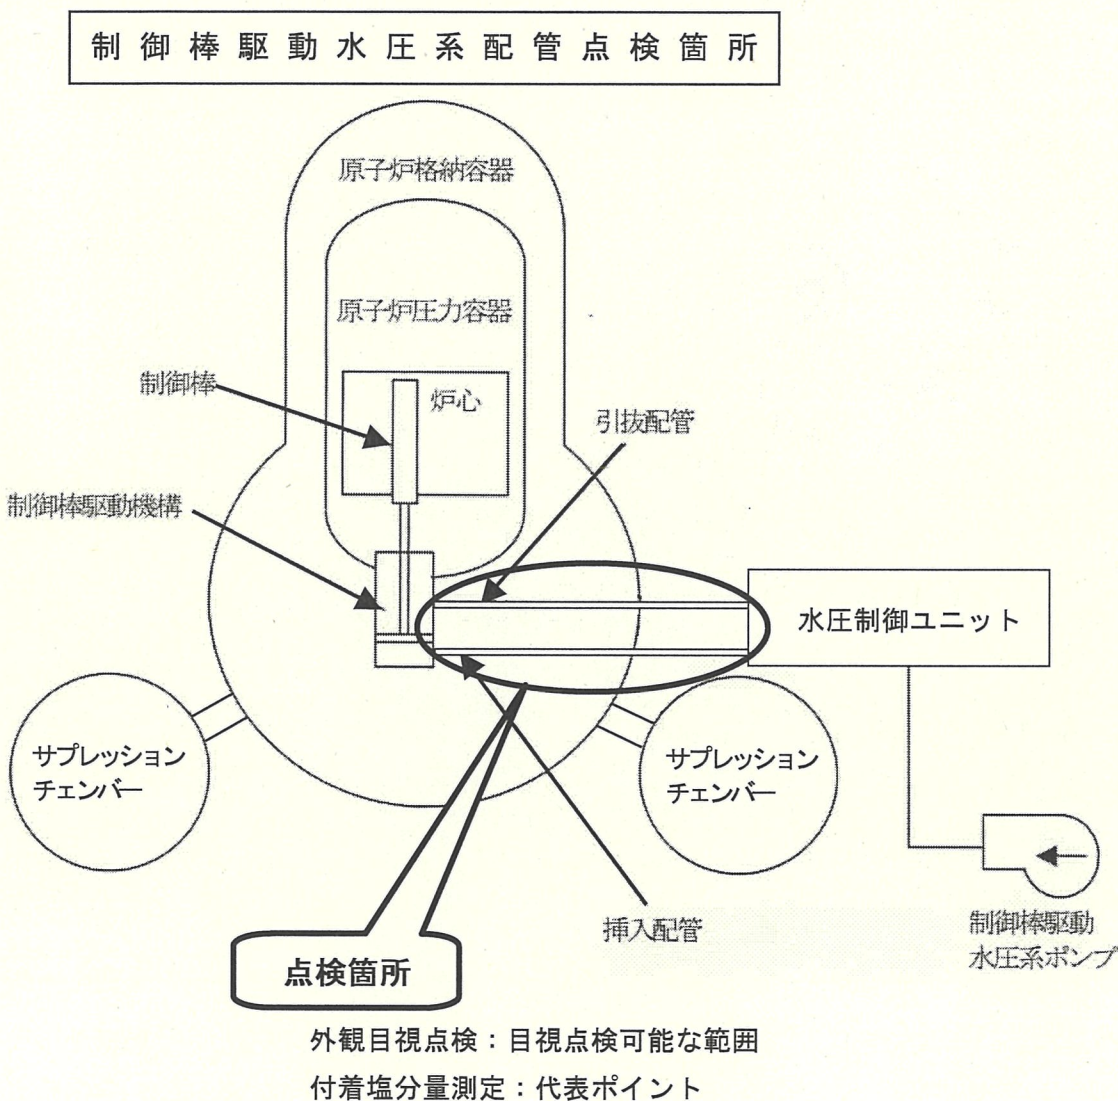 制御棒駆動水圧系配管点検箇所
原子炉格納容器
原子炉圧力容器
制御棒
炉心
引抜配管
制御棒駆動機構
水圧制御ユニット
サプレッション
チェンバー
サプレッション
チェンバー
挿入配管
制御棒駆動
水圧系ポンプ
点検箇所
外観目視点検：目視点検可能な範囲
付着塩分量測定：代表ポイント